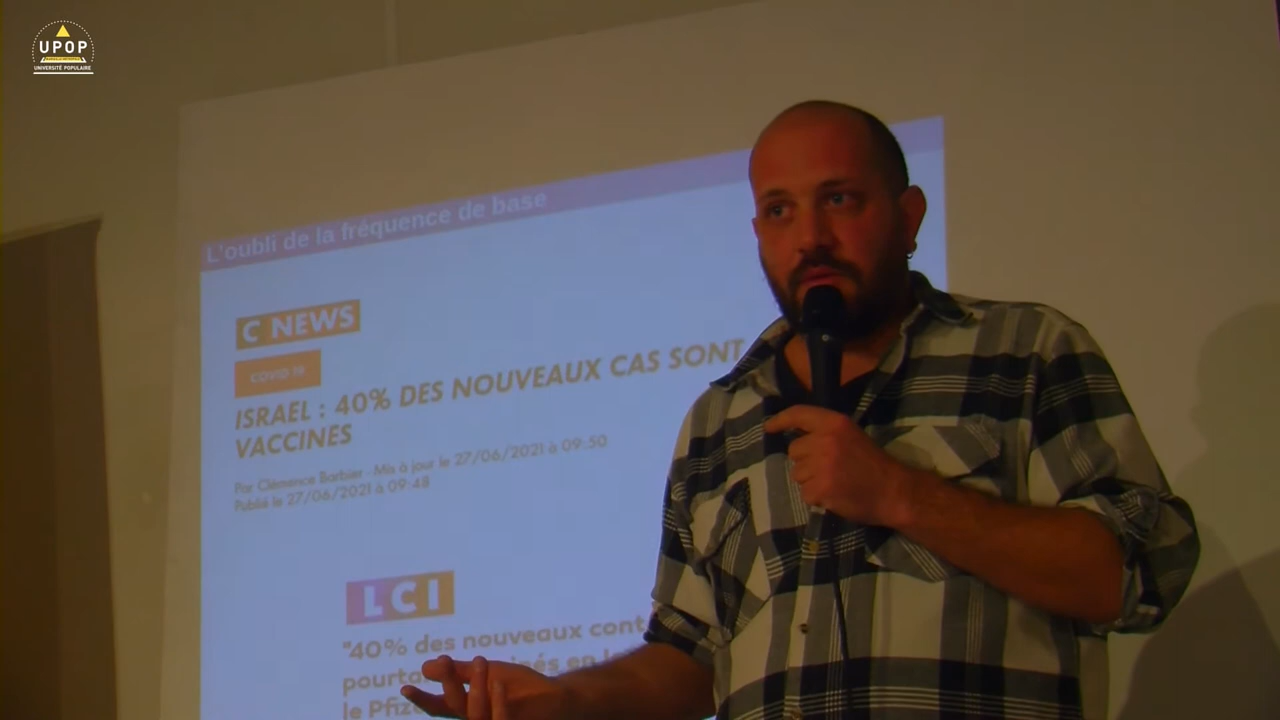 UPOP
UNIVERSITÉ POPULAIRE
L'oubli de la fréquence de base
C NEWS
COVID 19
ISRAEL : 40% DES NOUVEAUX CAS SONT
VACCINES
Par Clémence Barbier - Mis à jour le 27/06/2021 à 09:50
Publié le 27/06/2021 à 09:48
LCI
"40% des nouveaux cont
pourta
le Pfiz